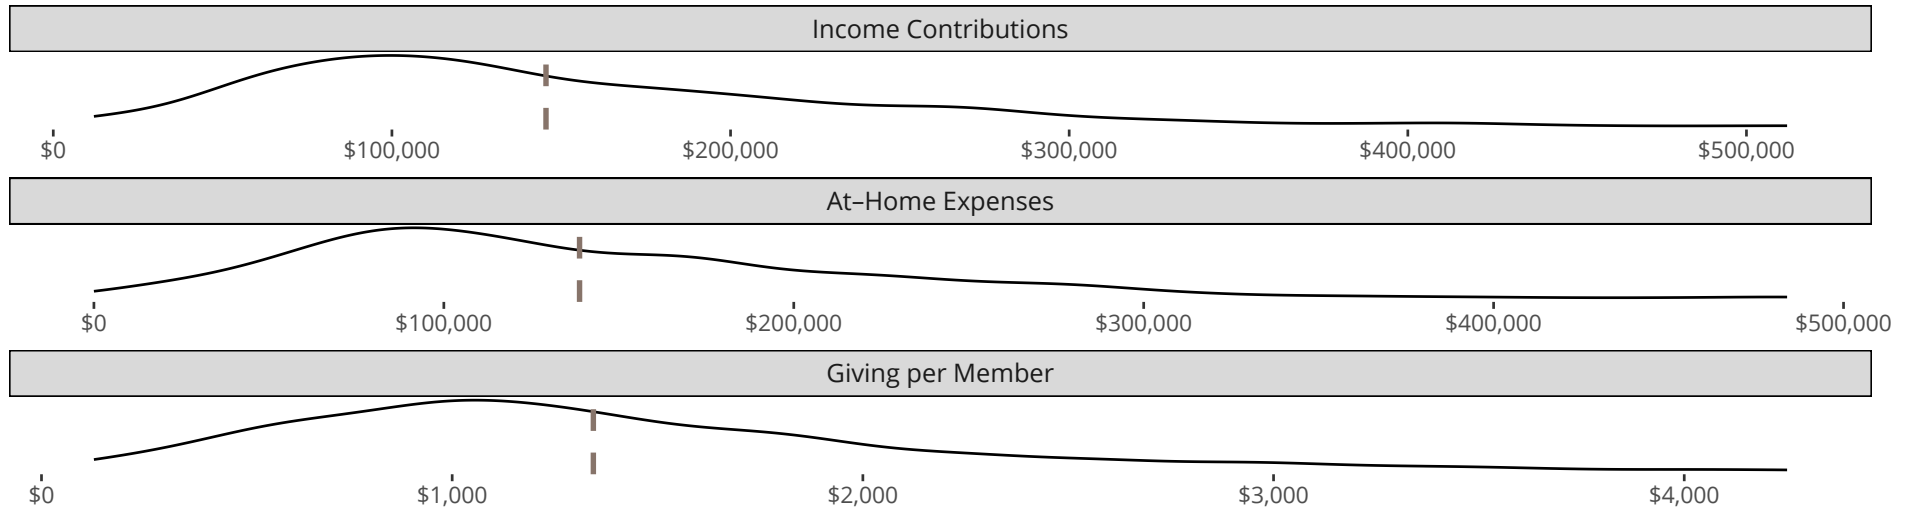 Income Contributions
$0 $100,000 $200,000 $300,000 $400,000 $500,000
At–Home Expenses
$0 $100,000 $200,000 $300,000 $400,000 $500,000
Giving per Member
$0 $1,000 $2,000 $3,000 $4,000